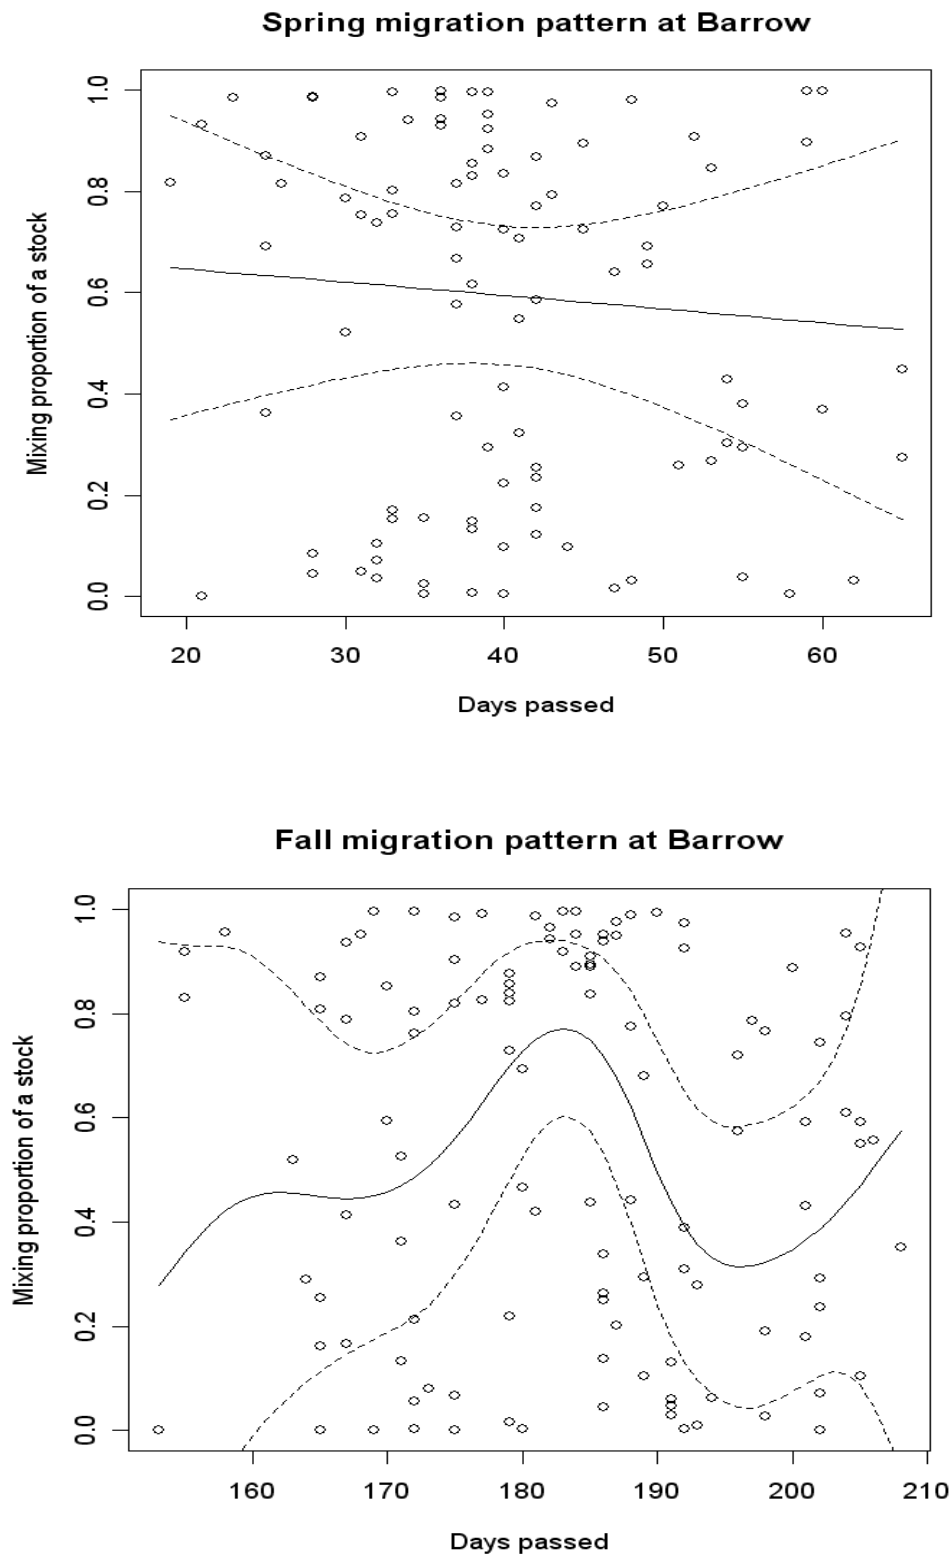 Spring migration pattern at Barrow
Mixing proportion of a stock
1.0
0.8
0.6
0.4
0.2
0.0
20 30 40 50 60
Days passed
Fall migration pattern at Barrow
Mixing proportion of a stock
1.0
0.8
0.6
0.4
0.2
0.0
160 170 180 190 200 210
Days passed